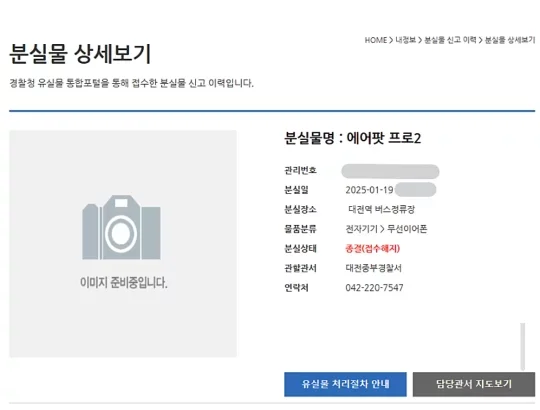 분실물 상세보기
HOME > 내정보 > 분실물 신고 이력 > 분실물 상세보기
경찰청 유실물 통합포털을 통해 접수한 분실물 신고 이력입니다.
이미지 준비중입니다.
분실물명 : 에어팟 프로2
관리번호
분실일 2025-01-19
분실장소 대전역 버스정류장
물품분류 전자기기 > 무선이어폰
분실상태 종결(접수해지)
관할관서 대전중부경찰서
연락처 042-220-7547
유실물 처리절차 안내
담당관서 지도보기